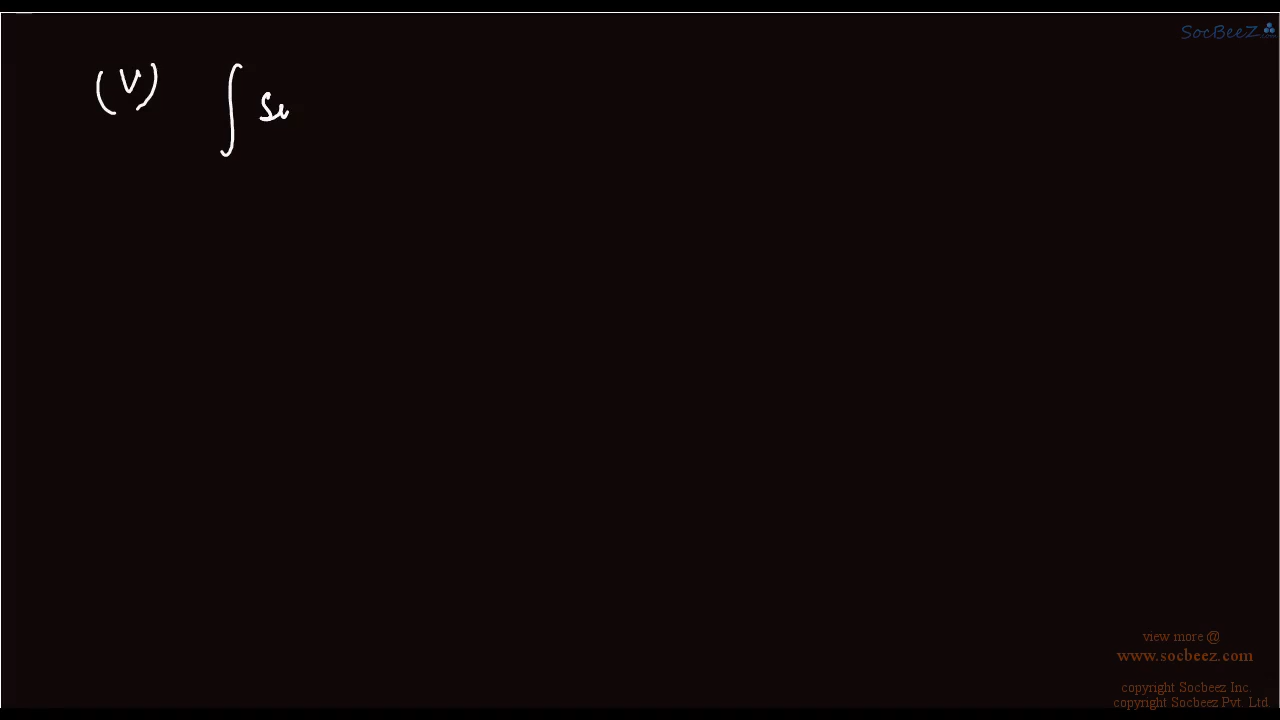 SocBeeZ
(V) ∫ Si
view more @
www.socbeez.com
copyright Socbeez Inc.
copyright Socbeez Pvt. Ltd.